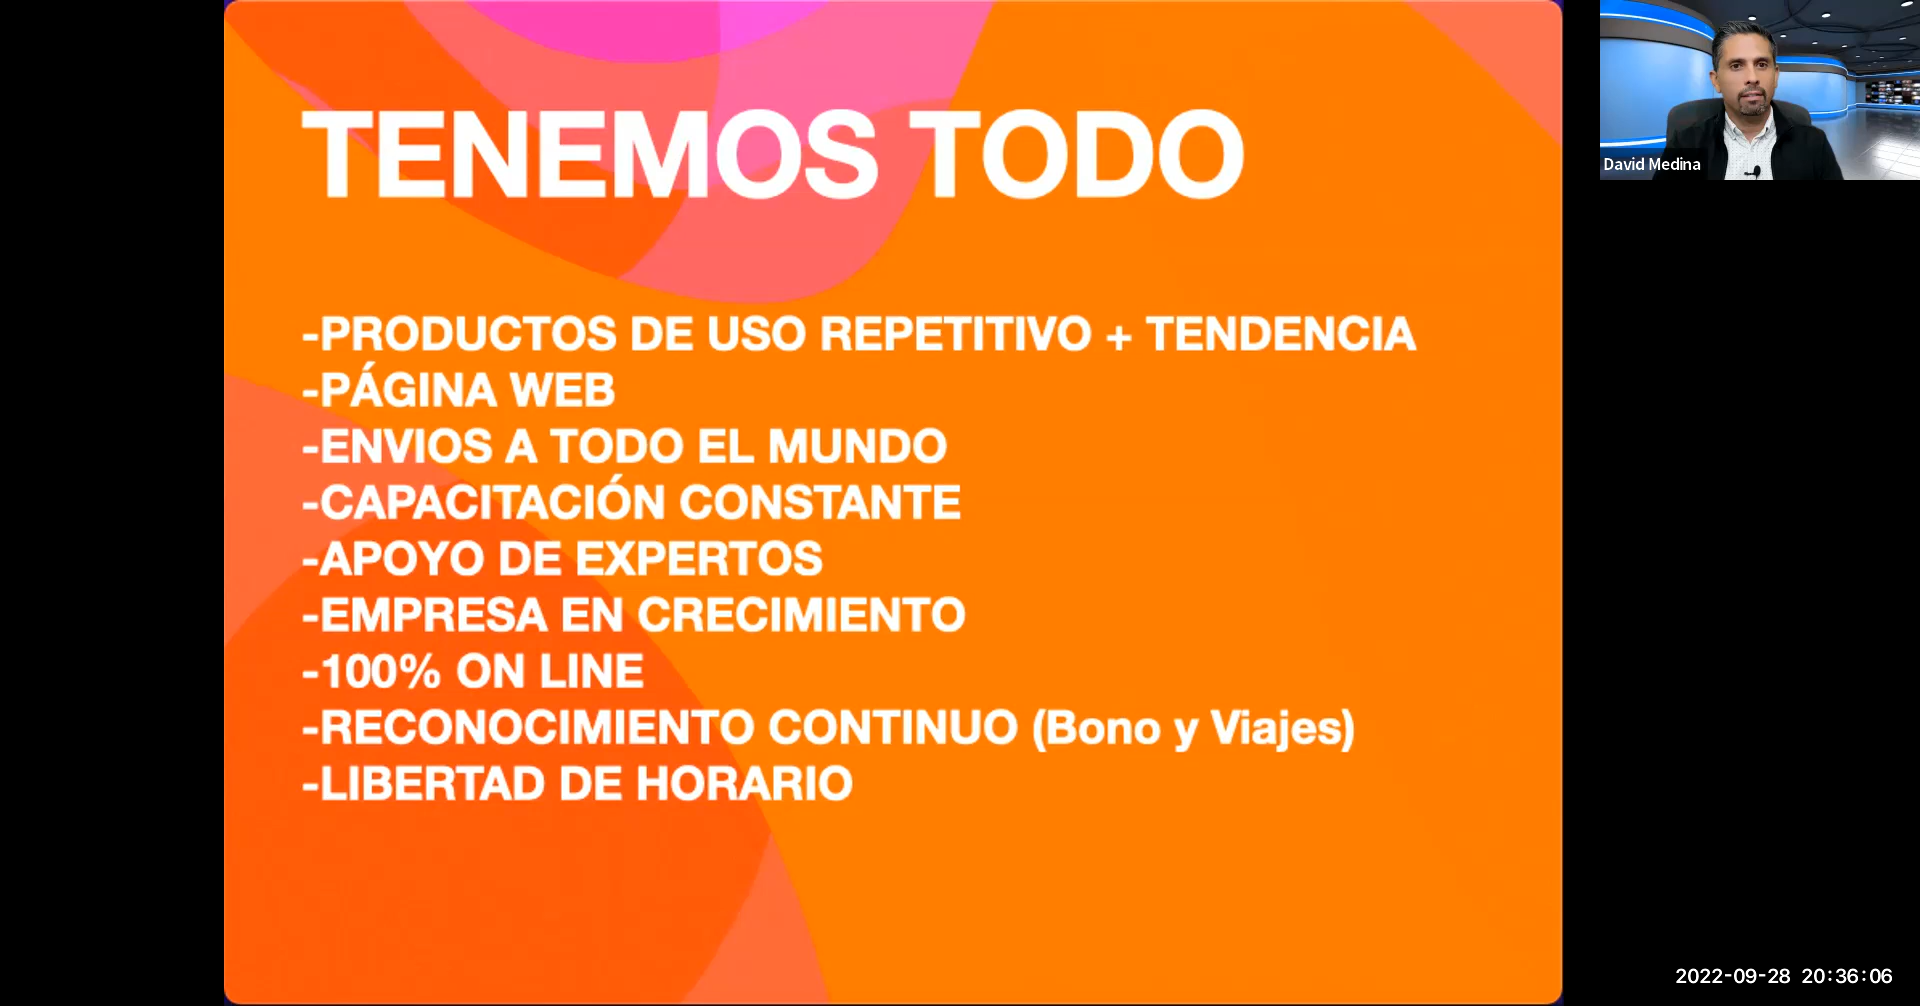 TENEMOS TODO
-PRODUCTOS DE USO REPETITIVO + TENDENCIA
-PÁGINA WEB
-ENVIOS A TODO EL MUNDO
-CAPACITACIÓN CONSTANTE
-APOYO DE EXPERTOS
-EMPRESA EN CRECIMIENTO
-100% ON LINE
-RECONOCIMIENTO CONTINUO (Bono y Viajes)
-LIBERTAD DE HORARIO
David Medina
2022-09-28 20:36:06